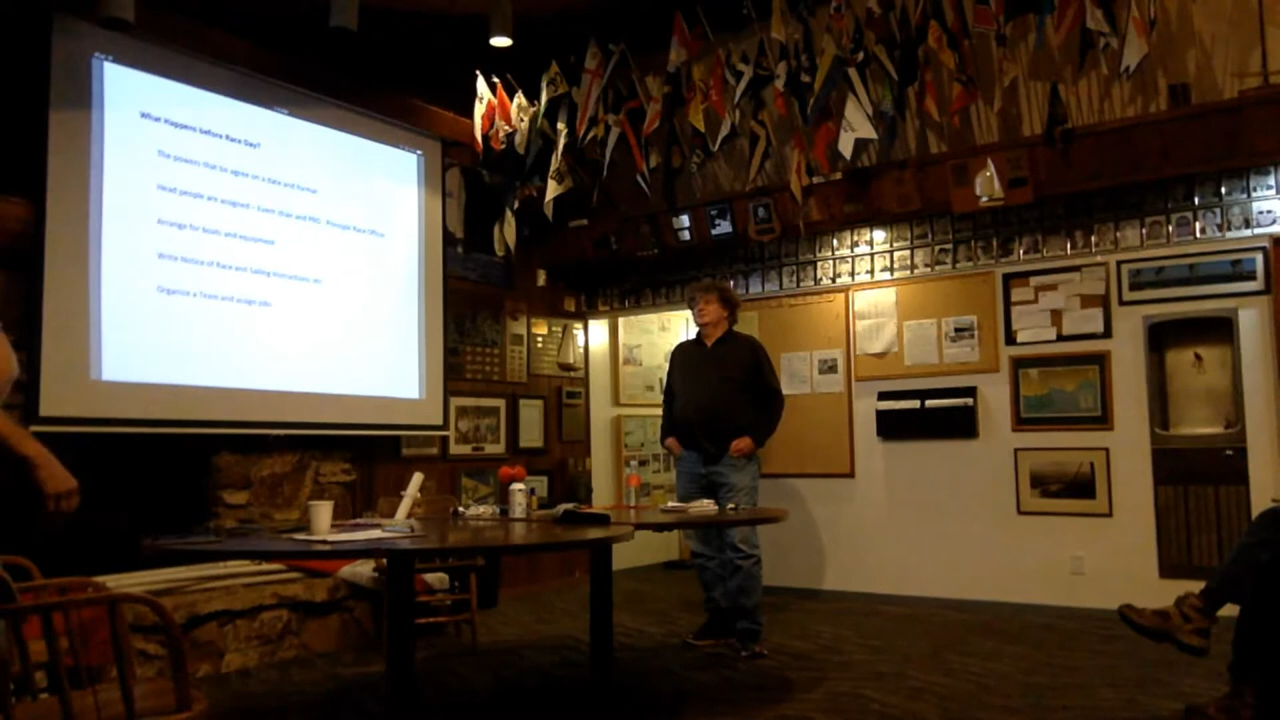 What Happens before Race Day?
The powers that be agree on a date and format
Head people are assigned – Event Chair and PRO - Principle Race Officer
Arrange for boats and equipment
Write Notice of Race and Sailing Instructions, etc
Organize a Team and assign jobs